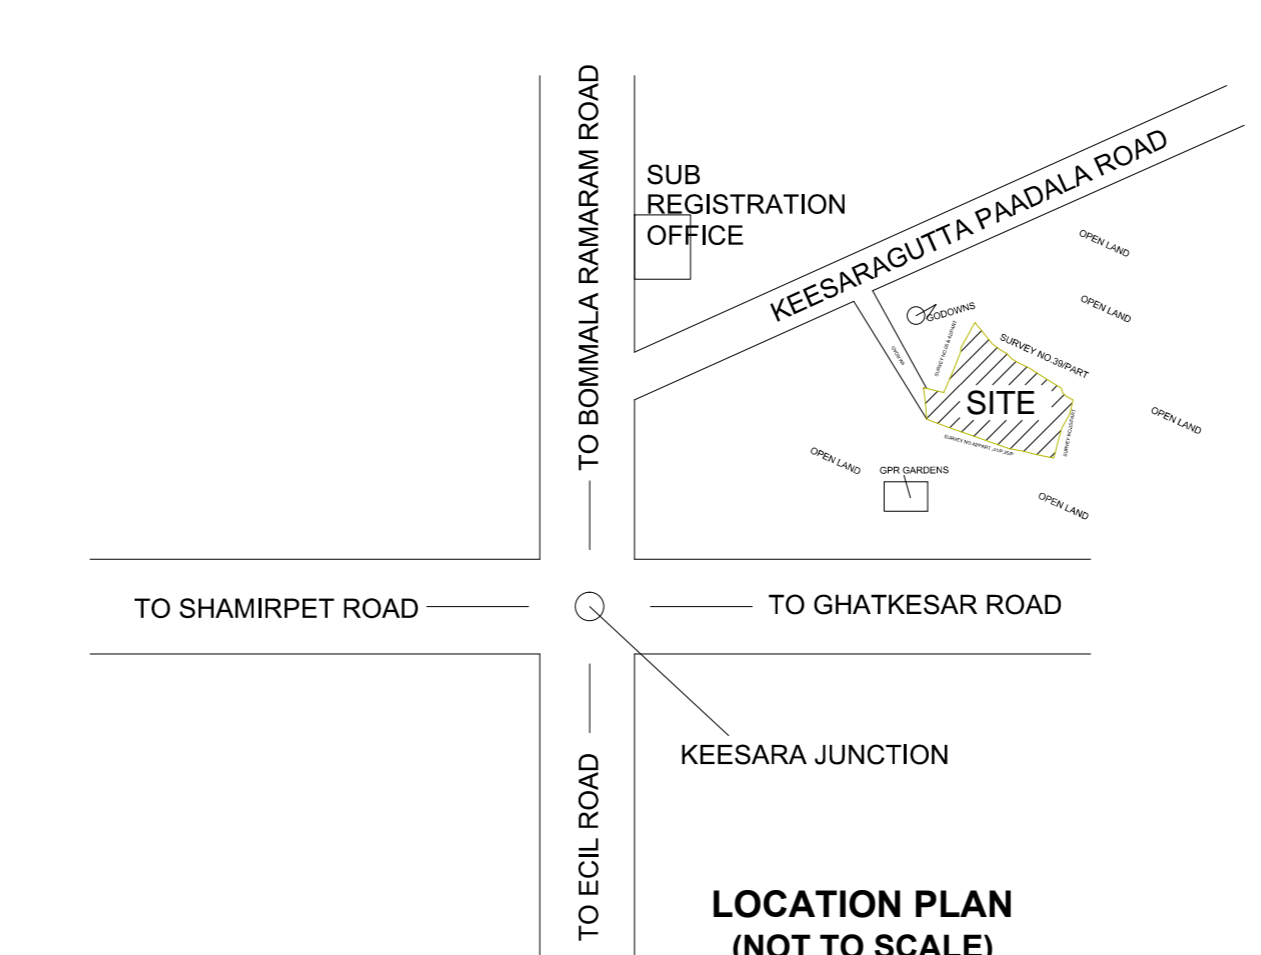 TO BOMMALA RAMARAM ROAD
SUB
REGISTRATION
OFFICE
KEESARAGUTTA PAADALA ROAD
OPEN LAND
OPEN LAND
GODOWNS
SURVEY NO.39/PART
SITE
OPEN LAND
OPEN LAND
GPR GARDENS
OPEN LAND
TO SHAMIRPET ROAD
TO GHATKESAR ROAD
KEESARA JUNCTION
TO ECIL ROAD
LOCATION PLAN
(NOT TO SCALE)